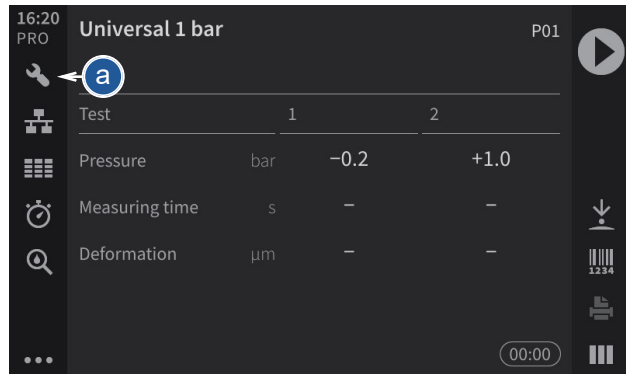 16:20
PRO
Universal 1 bar
P01
a
Test 1 2
Pressure bar −0.2 +1.0
Measuring time s – –
Deformation µm – –
1234
00:00